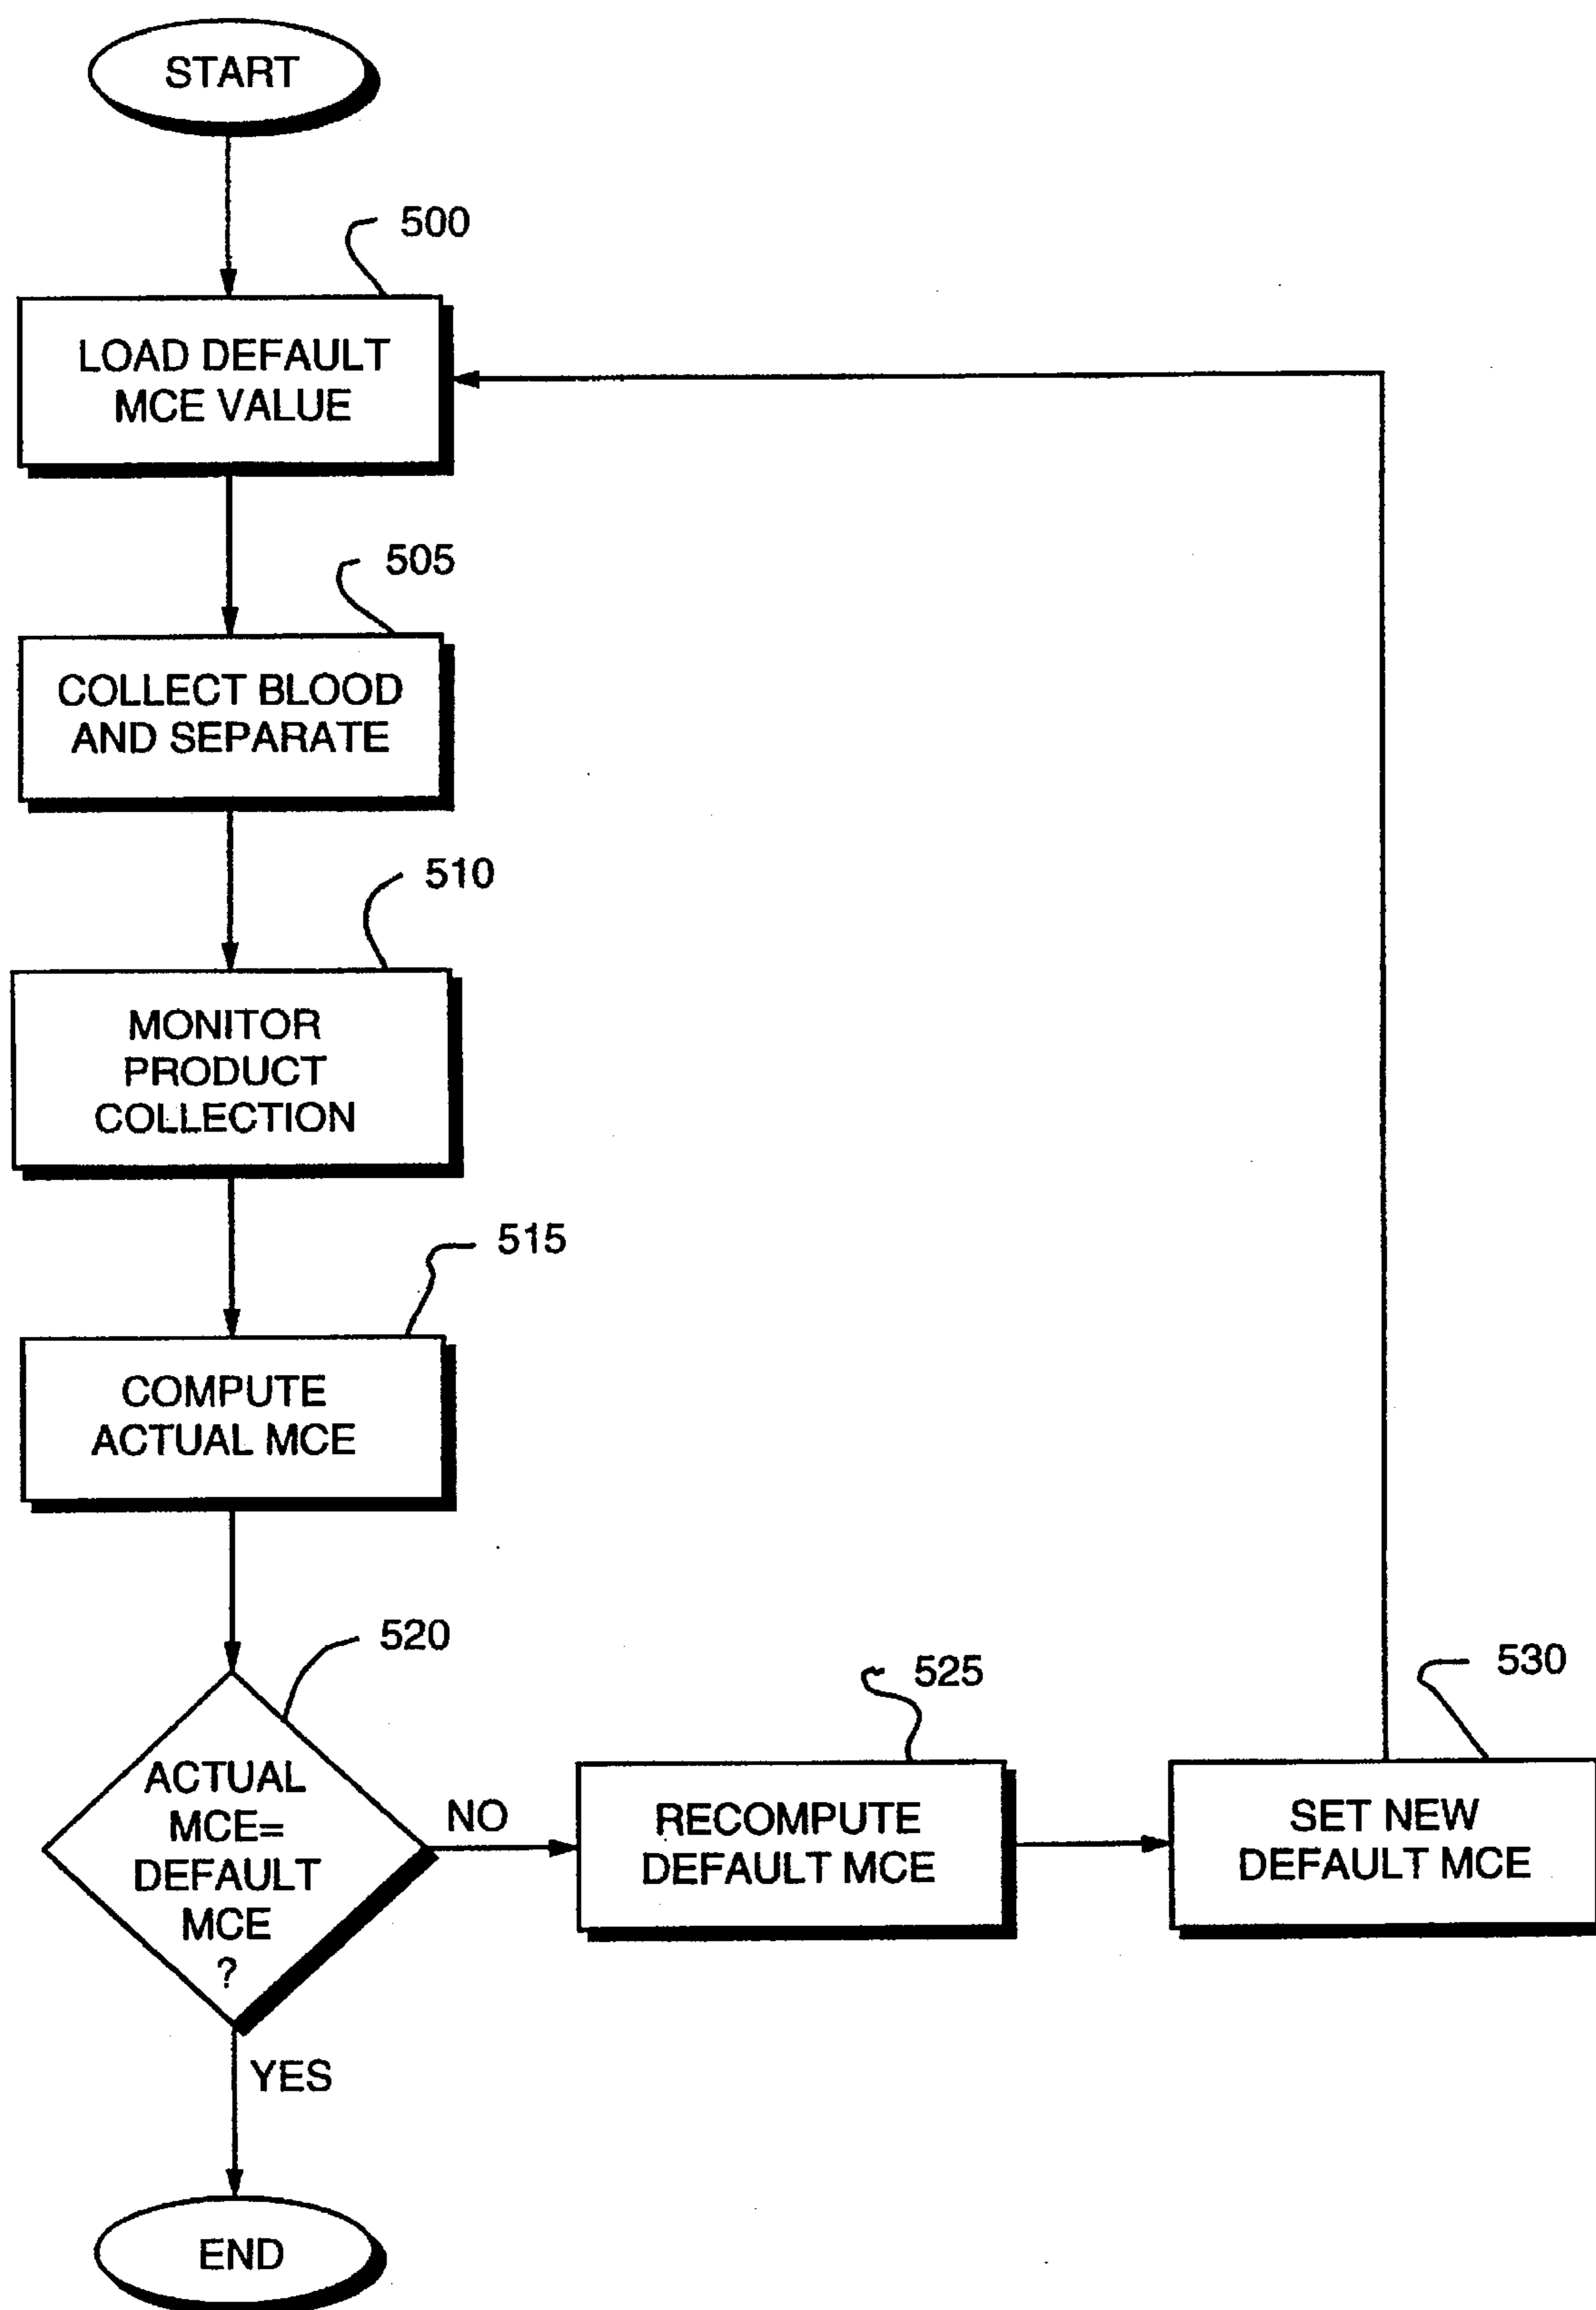 START
500
LOAD DEFAULT
MCE VALUE
505
COLLECT BLOOD
AND SEPARATE
510
MONITOR
PRODUCT
COLLECTION
515
COMPUTE
ACTUAL MCE
520
ACTUAL
MCE=
DEFAULT
MCE
?
NO
525
RECOMPUTE
DEFAULT MCE
530
SET NEW
DEFAULT MCE
YES
END